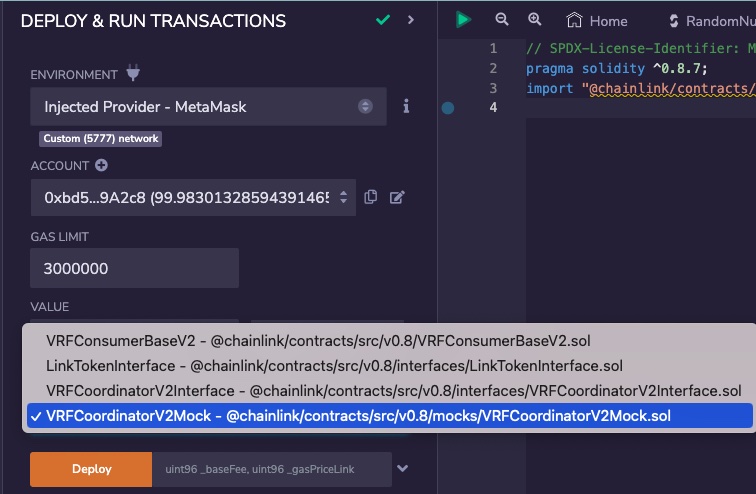 DEPLOY & RUN TRANSACTIONS
ENVIRONMENT
Injected Provider - MetaMask
Custom (5777) network
ACCOUNT
0xbd5...9A2c8 (99.98301328594391465
GAS LIMIT
3000000
VALUE
VRFConsumerBaseV2 - @chainlink/contracts/src/v0.8/VRFConsumerBaseV2.sol
LinkTokenInterface - @chainlink/contracts/src/v0.8/interfaces/LinkTokenInterface.sol
VRFCoordinatorV2Interface - @chainlink/contracts/src/v0.8/interfaces/VRFCoordinatorV2Interface.sol
VRFCoordinatorV2Mock - @chainlink/contracts/src/v0.8/mocks/VRFCoordinatorV2Mock.sol
Deploy
uint96 _baseFee, uint96 _gasPriceLink
Home
RandomNu
1 // SPDX-License-Identifier: M
2 pragma solidity ^0.8.7;
3 import "@chainlink/contracts/
4